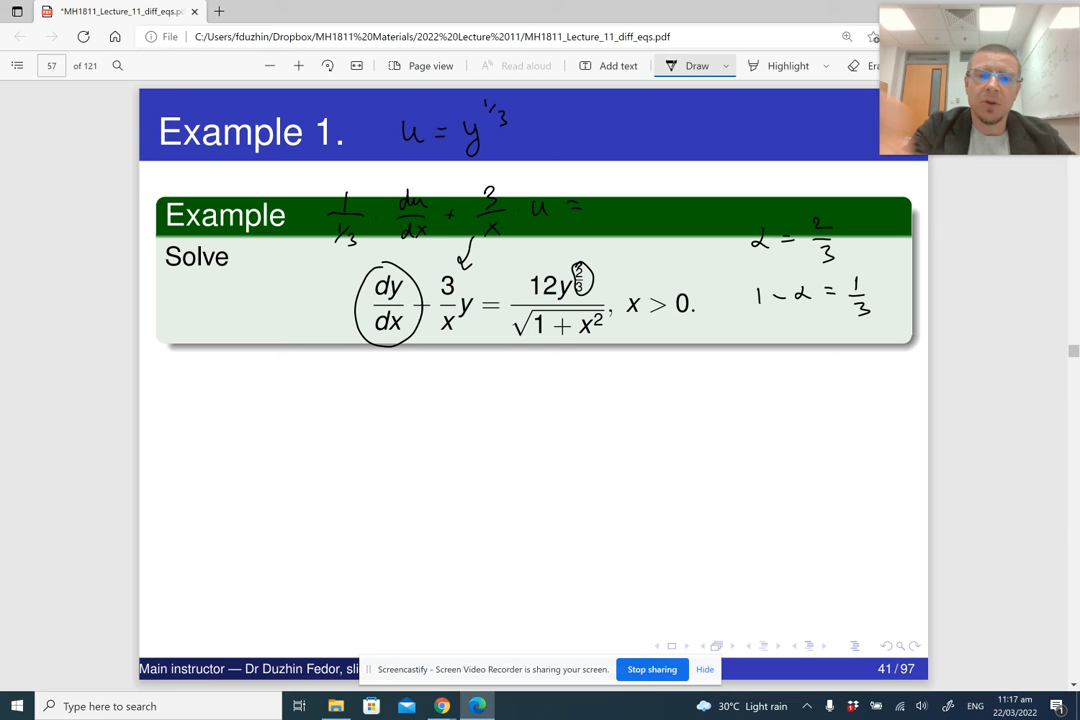 *MH1811_Lecture_11_diff_eqs.pd
File C:/Users/fduzhin/Dropbox/MH1811%20Materials/2022%20Lecture%2011/MH1811_Lecture_11_diff_eqs.pdf
57 of 121 Page view Read aloud Add text Draw Highlight Era
Example 1. u = y^{1/3}
Example 1/(1/3) · du/dx + 3/x · u =
Solve
dy/dx + 3/x y = 12y^{2/3} / √(1 + x²), x > 0.
α = 2/3
1 - α = 1/3
Main instructor — Dr Duzhin Fedor, sli
41 / 97
Screencastify - Screen Video Recorder is sharing your screen. Stop sharing Hide
Type here to search
30°C Light rain
ENG
11:17 am
22/03/2022
1